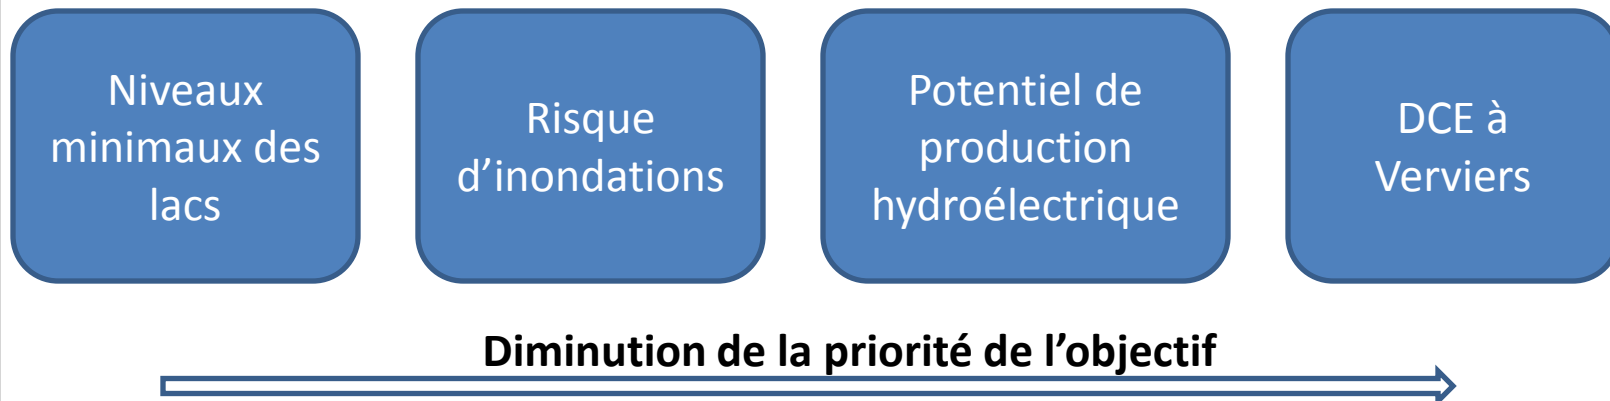 Niveaux
minimaux des
lacs
Risque
d’inondations
Potentiel de
production
hydroélectrique
DCE à
Verviers
Diminution de la priorité de l’objectif